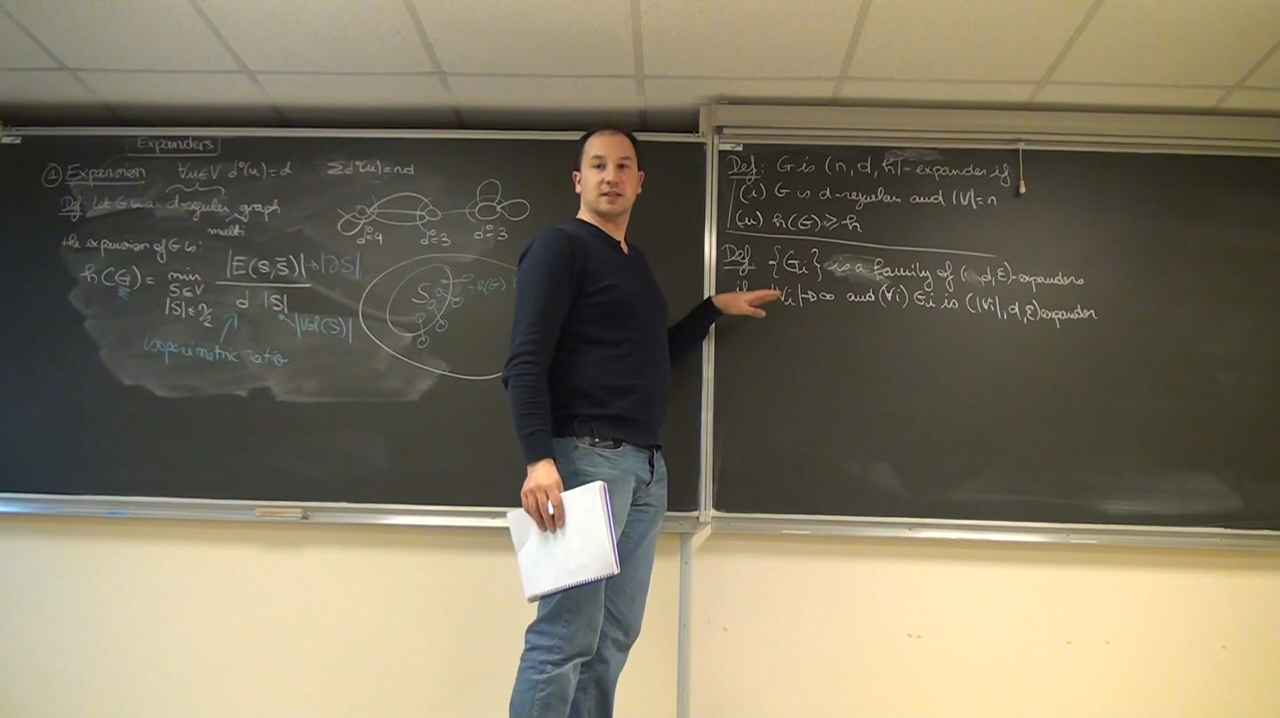 Expanders
① Expansion ∀u∈V d°(u)=d Σd°(u)=nd
Def: Let G be a d-regular graph
multi
the expansion of G is:
h(G) = min |E(S,S̄)| → |∂S|
S⊆V
|S|≤n/2 d |S|
|Vol(S)|
isoperimetric ratio
d°=4 d°=3 d°=3
S
h(G)
Def: G is (n,d,h)-expander if
(i) G is d-regular and |V|=n
(ii) h(G)⩾h
Def: {Gi} is a family of ( ,d,ε)-expanders
if |Vi|→∞ and (∀i) Gi is (|Vi|,d,ε)expander